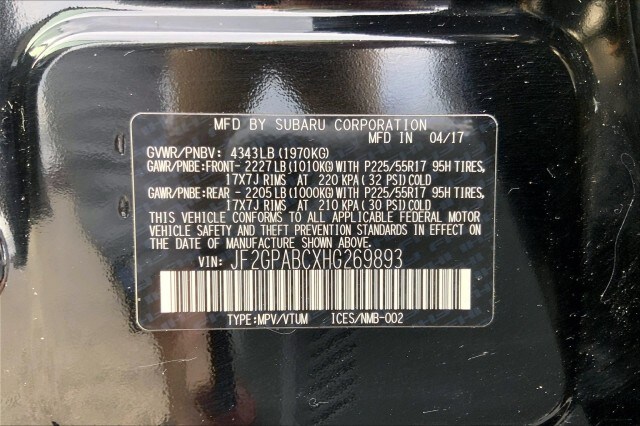 MFD BY SUBARU CORPORATION
MFD IN 04/17
GVWR/PNBV: 4343LB(1970KG)
GAWR/PNBE:FRONT- 2227LB(1010KG)WITH P225/55R17 95H TIRES,
17X7J RIMS AT 220 KPA(32 PSI)COLD
GAWR/PNBE:REAR - 2205LB(1000KG)WITH P225/55R17 95H TIRES,
17X7J RIMS AT 210 KPA(30 PSI)COLD
THIS VEHICLE CONFORMS TO ALL APPLICABLE FEDERAL MOTOR
VEHICLE SAFETY AND THEFT PREVENTION STANDARDS IN EFFECT ON
THE DATE OF MANUFACTURE SHOWN ABOVE.
VIN: JF2GPABCXHG269893
TYPE:MPV/VTUM ICES/NMB-002